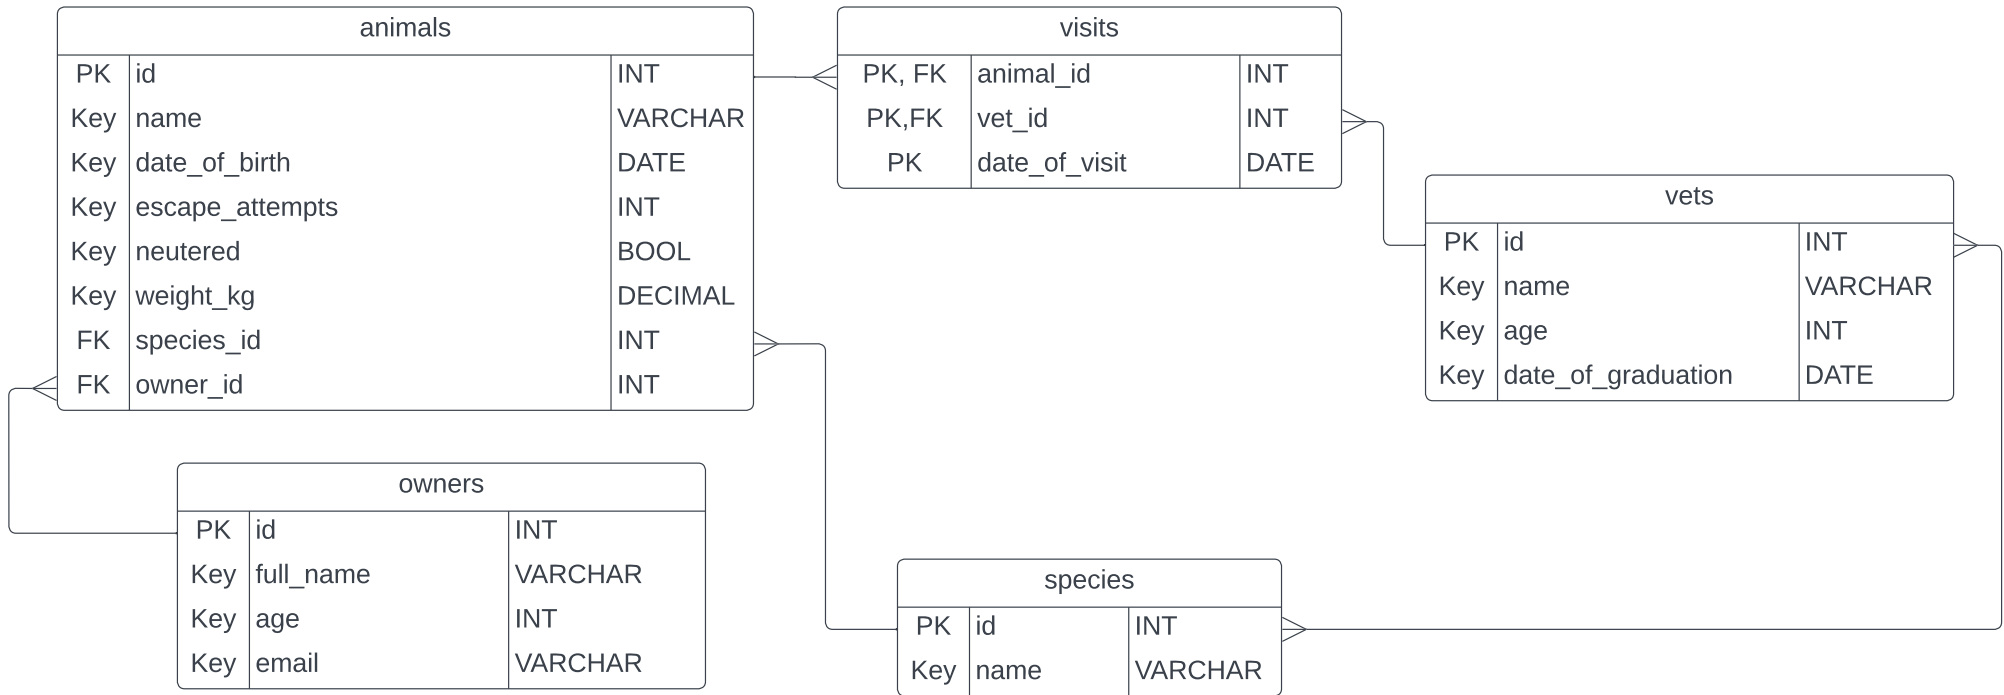 animals
PK id INT
Key name VARCHAR
Key date_of_birth DATE
Key escape_attempts INT
Key neutered BOOL
Key weight_kg DECIMAL
FK species_id INT
FK owner_id INT
visits
PK, FK animal_id INT
PK,FK vet_id INT
PK date_of_visit DATE
vets
PK id INT
Key name VARCHAR
Key age INT
Key date_of_graduation DATE
owners
PK id INT
Key full_name VARCHAR
Key age INT
Key email VARCHAR
species
PK id INT
Key name VARCHAR